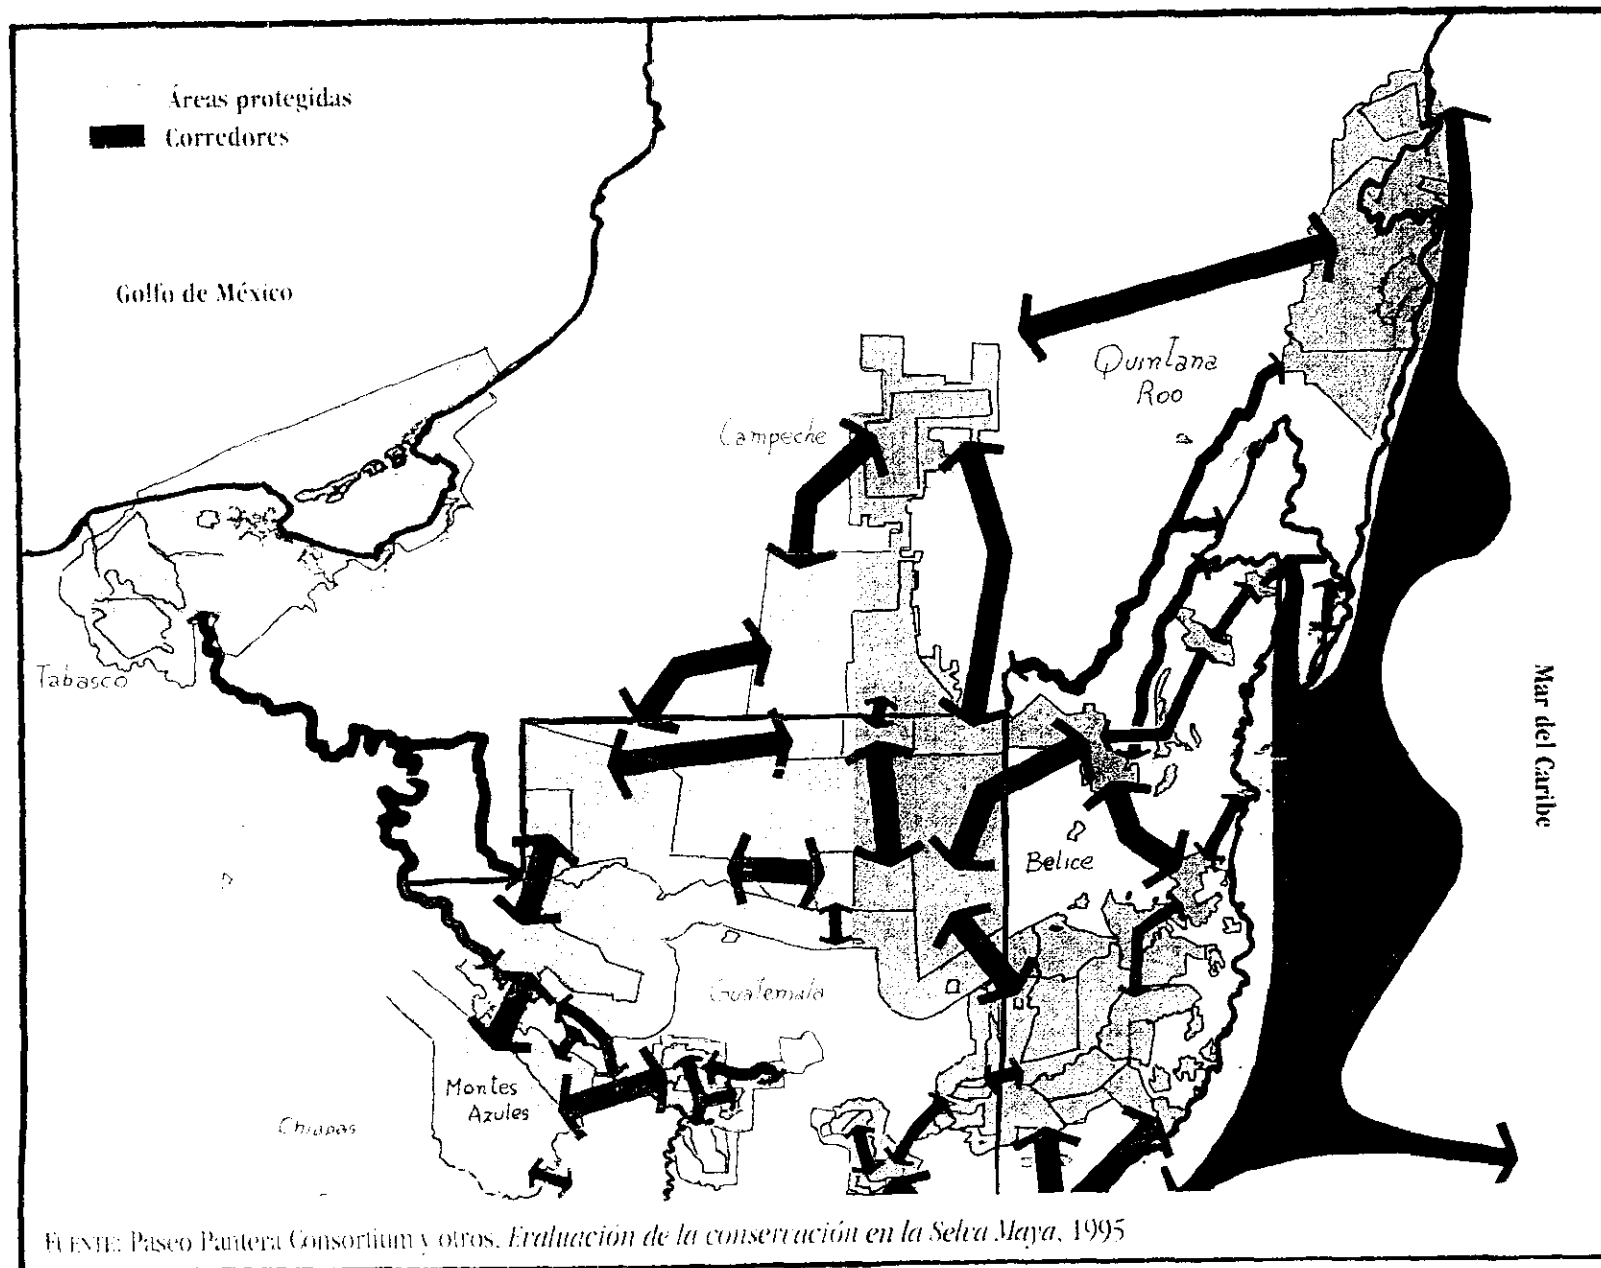 Áreas protegidas
Corredores
Golfo de México
Quintana
Roo
Campeche
Tabasco
Mar del Caribe
Belice
Guatemala
Montes
Azules
Chiapas
FUENTE: Paseo Pantera Consortium y otros. Evaluación de la conservación en la Selva Maya, 1995